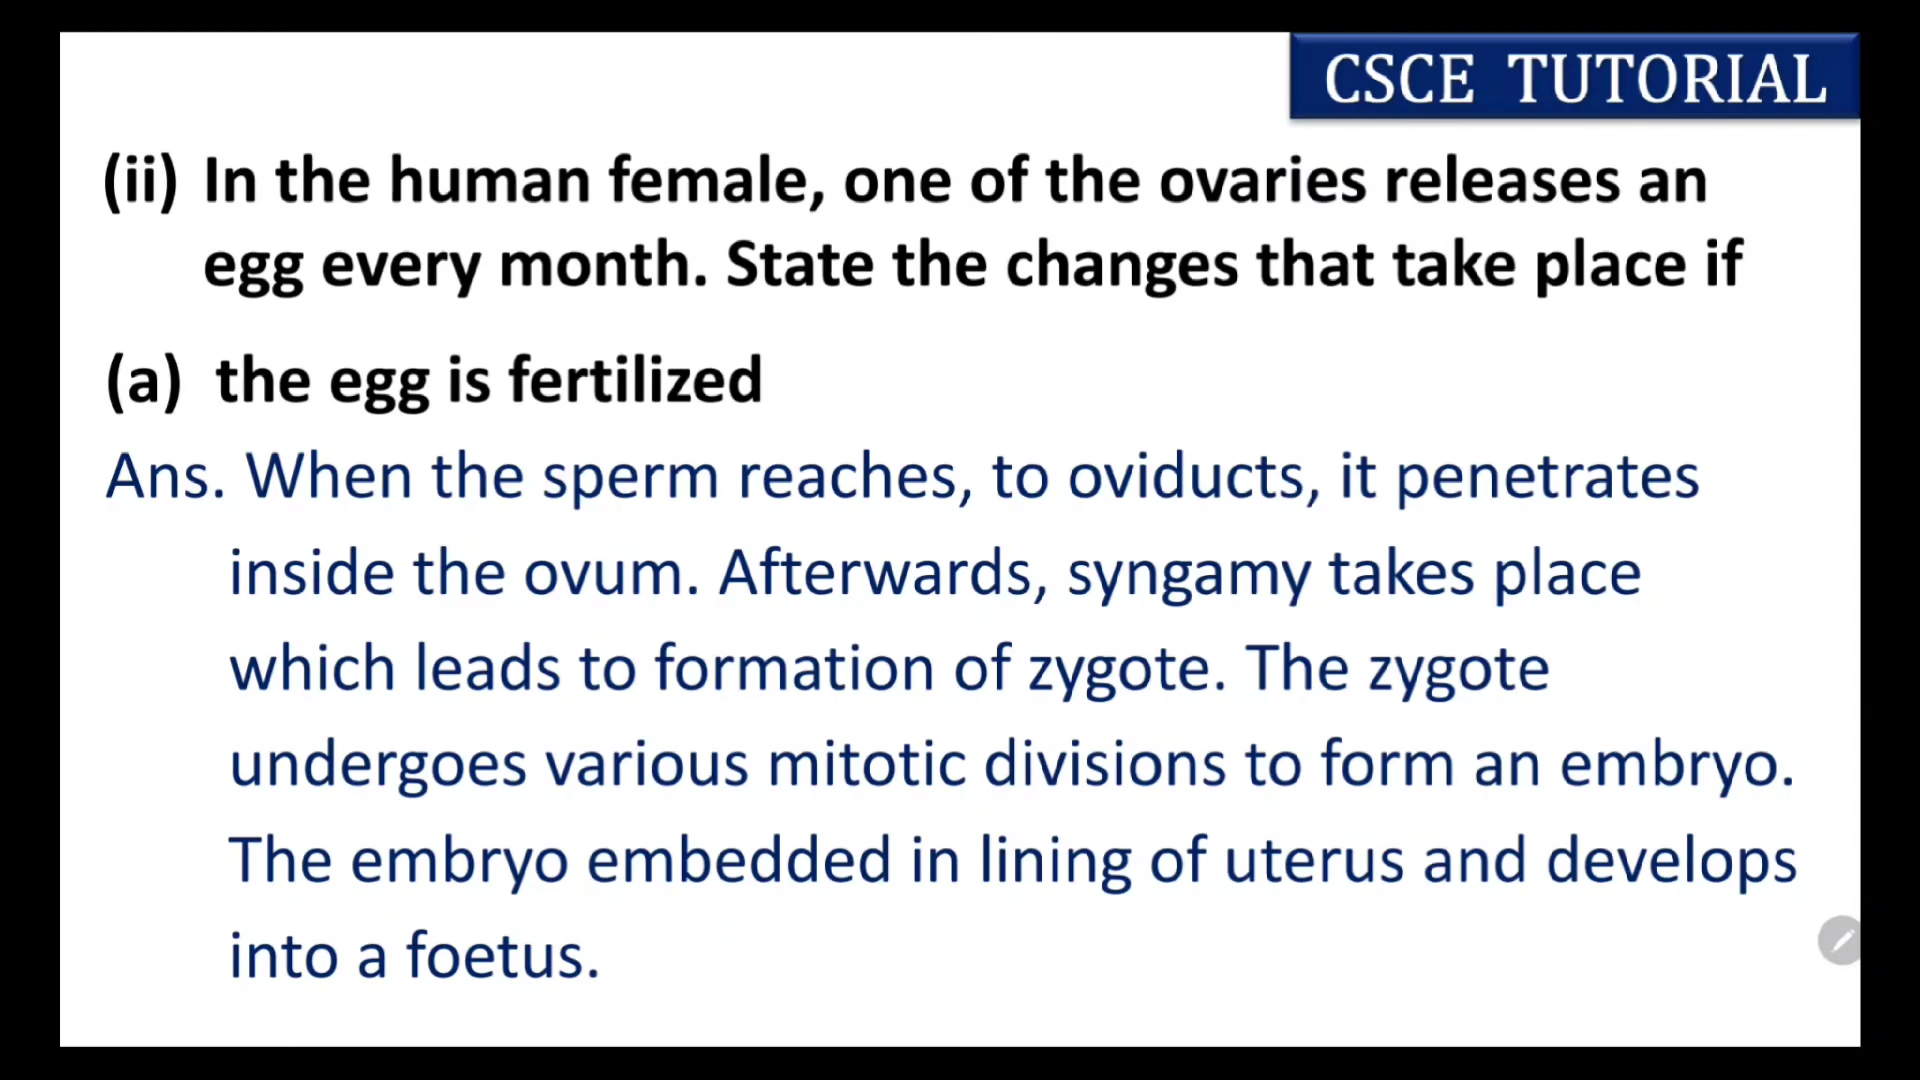 CSCE TUTORIAL
(ii) In the human female, one of the ovaries releases an
egg every month. State the changes that take place if
(a) the egg is fertilized
Ans. When the sperm reaches, to oviducts, it penetrates
inside the ovum. Afterwards, syngamy takes place
which leads to formation of zygote. The zygote
undergoes various mitotic divisions to form an embryo.
The embryo embedded in lining of uterus and develops
into a foetus.